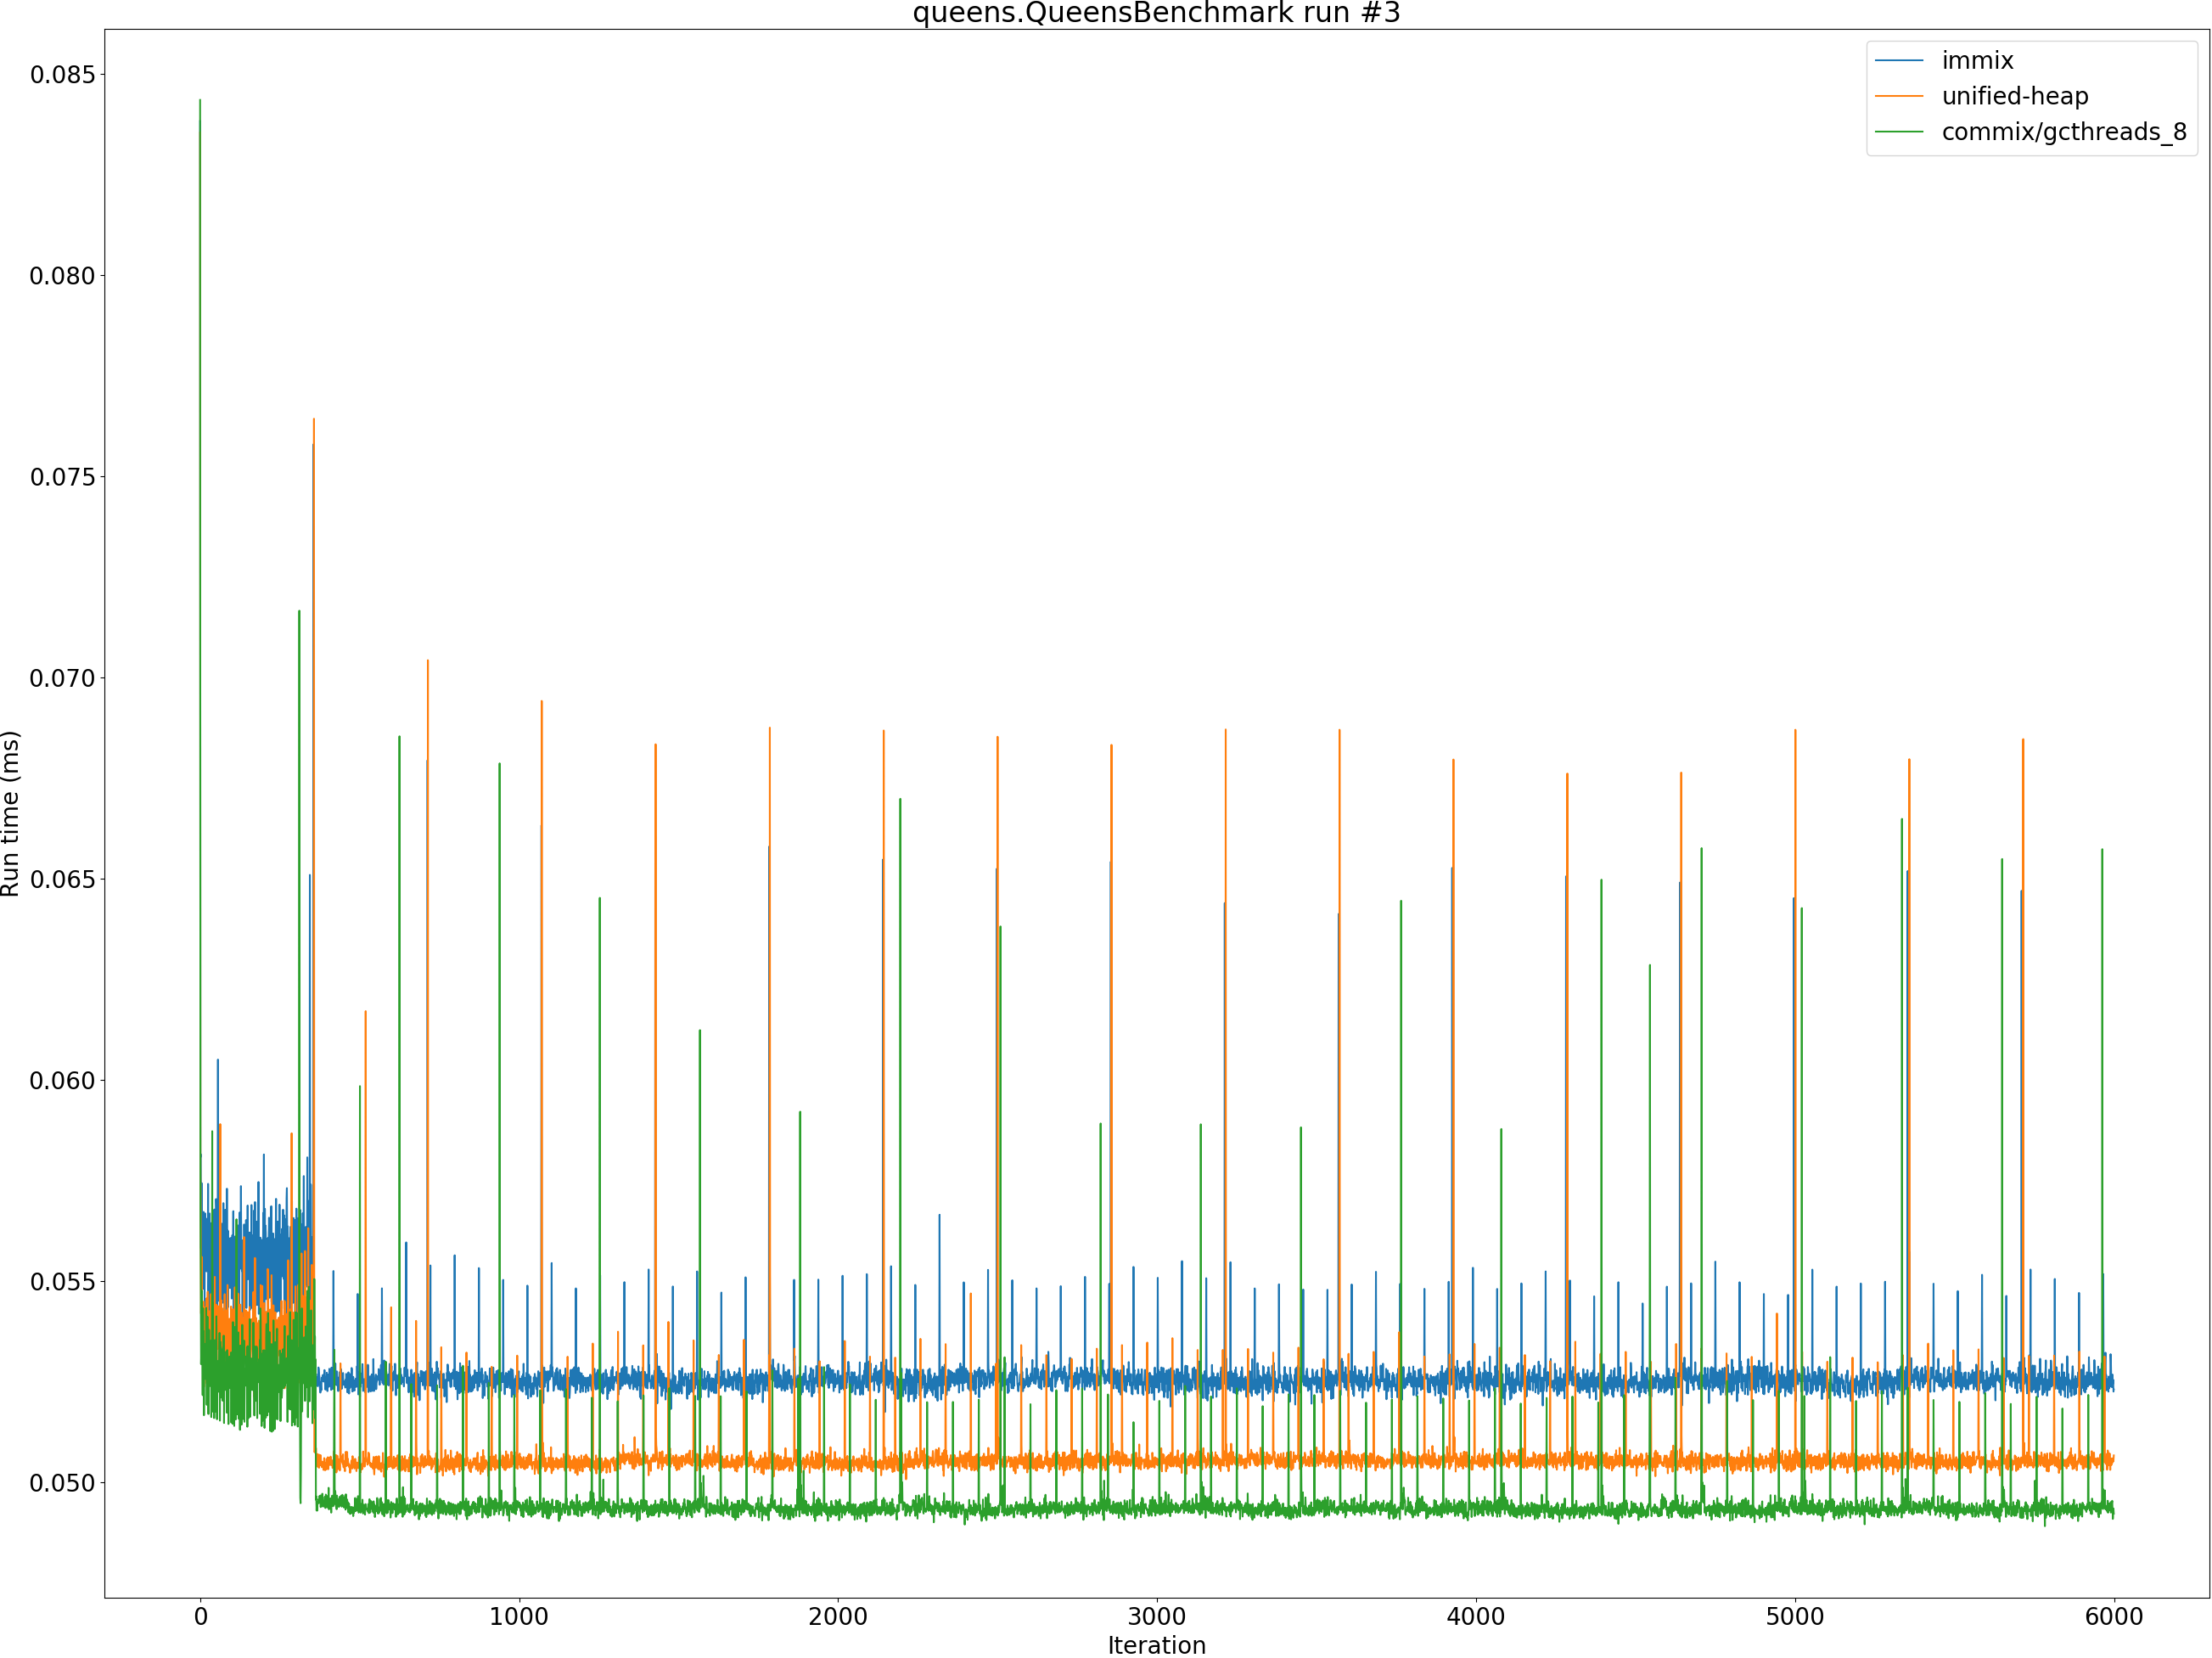 queens.QueensBenchmark run #3
immix
unified-heap
commix/gcthreads_8
Run time (ms)
0.085
0.080
0.075
0.070
0.065
0.060
0.055
0.050
0 1000 2000 3000 4000 5000 6000
Iteration